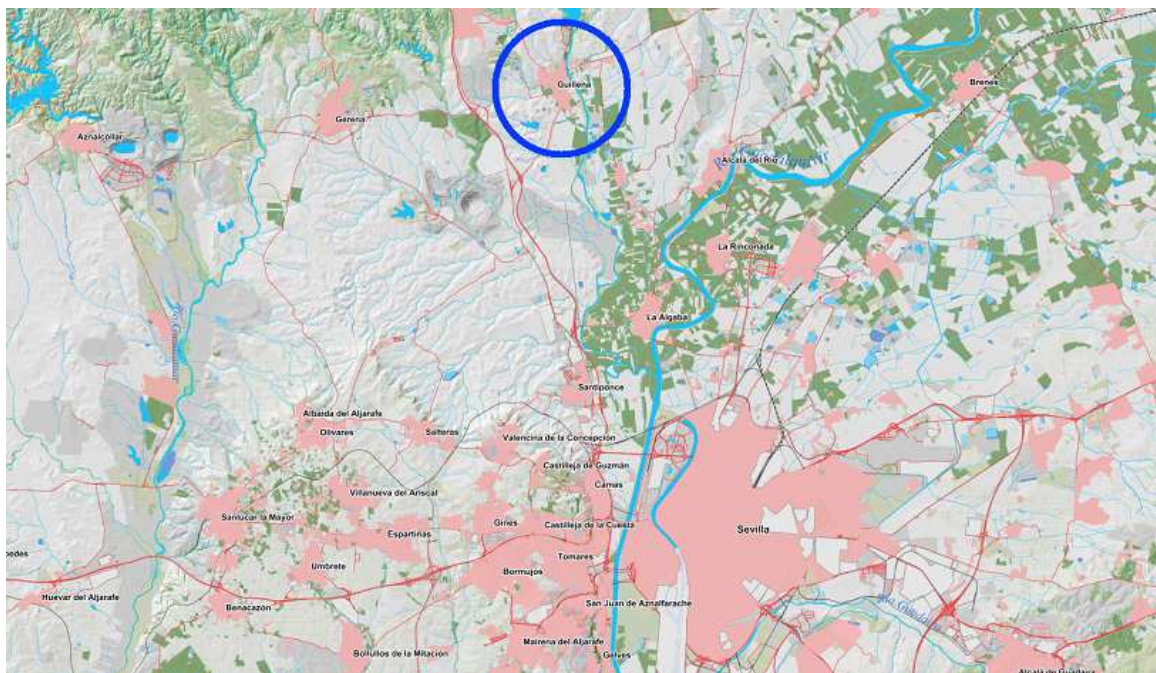 Guillena
Brenes
Gerena
Aznalcóllar
Alcalá del Río
La Rinconada
La Algaba
Santiponce
Albaida del Aljarafe
Olivares
Salteras
Valencina de la Concepción
Castilleja de Guzmán
Camas
Villanueva del Ariscal
Sanlúcar la Mayor
Gines
Castilleja de la Cuesta
Sevilla
Espartinas
Tomares
Umbrete
Bormujos
Huévar del Aljarafe
Benacazón
San Juan de Aznalfarache
Mairena del Aljarafe
Bollullos de la Mitación
Gelves
Alcalá de Guadaira